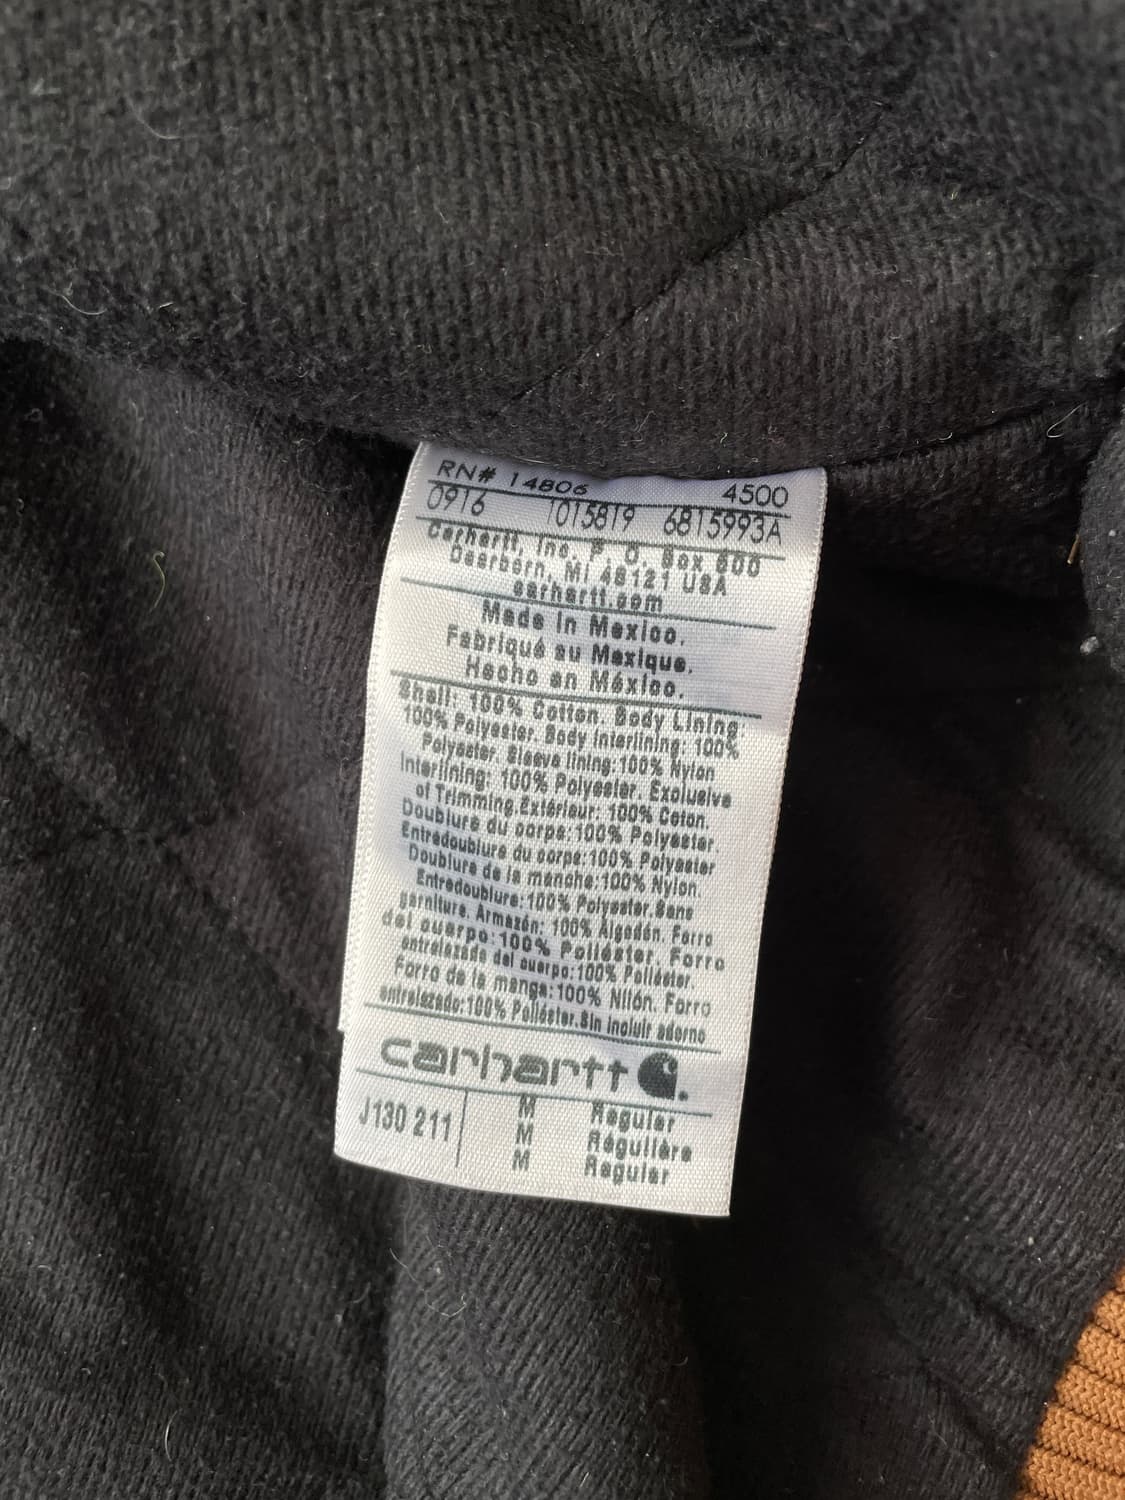 RN# 14806 4500
0916 1015819 6815993A
Carhartt, Inc. P. O. Box 600
Dearborn, MI 48121 USA
carhartt.com
Made in Mexico.
Fabriqué au Mexique.
Hecho en México.
Shell: 100% Cotton. Body Lining:
100% Polyester. Body Interlining: 100%
Polyester. Sleeve lining:100% Nylon
Interlining: 100% Polyester. Exclusive
of Trimming.Extérieur: 100% Coton.
Doublure du corps:100% Polyester.
Entredoublure du corps:100% Polyester
Doublure de la manche:100% Nylon.
Entredoublure:100% Polyester.Sans
garniture. Armazón: 100% Algodón. Forro
del cuerpo:100% Poliéster. Forro
entrelazado del cuerpo:100% Poliéster.
Forro de la manga:100% Nilón. Forro
entrelazado:100% Poliéster.Sin incluir adorno
carhartt
J130 211
M Regular
M Régulière
M Regular